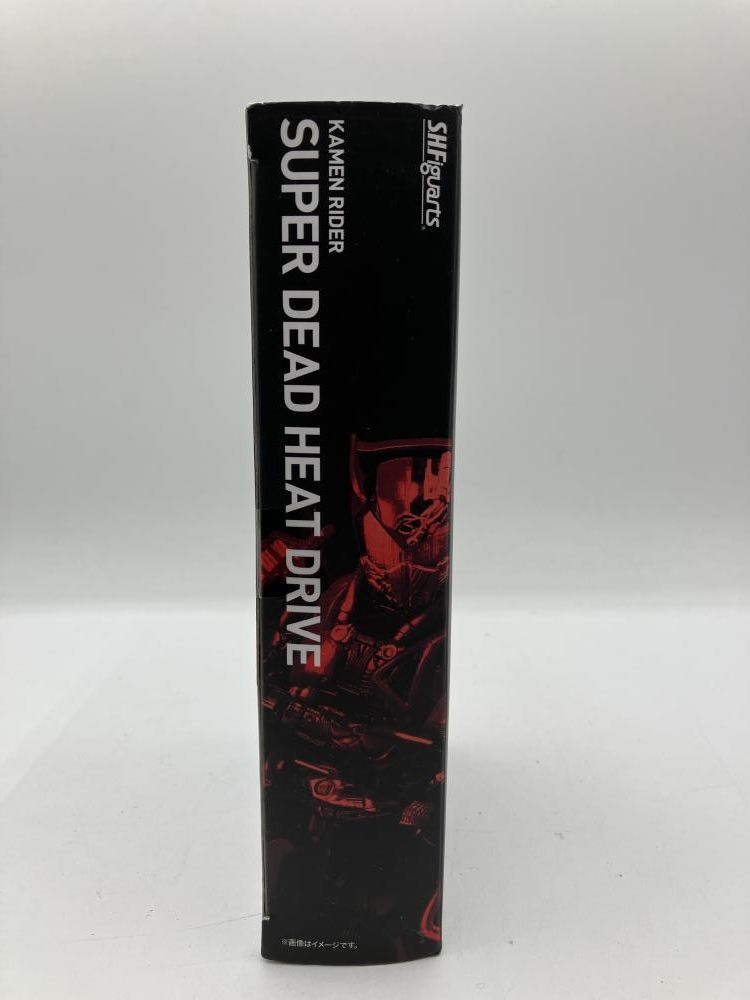 S.H.Figuarts
KAMEN RIDER
SUPER DEAD HEAT DRIVE
※画像はイメージです。